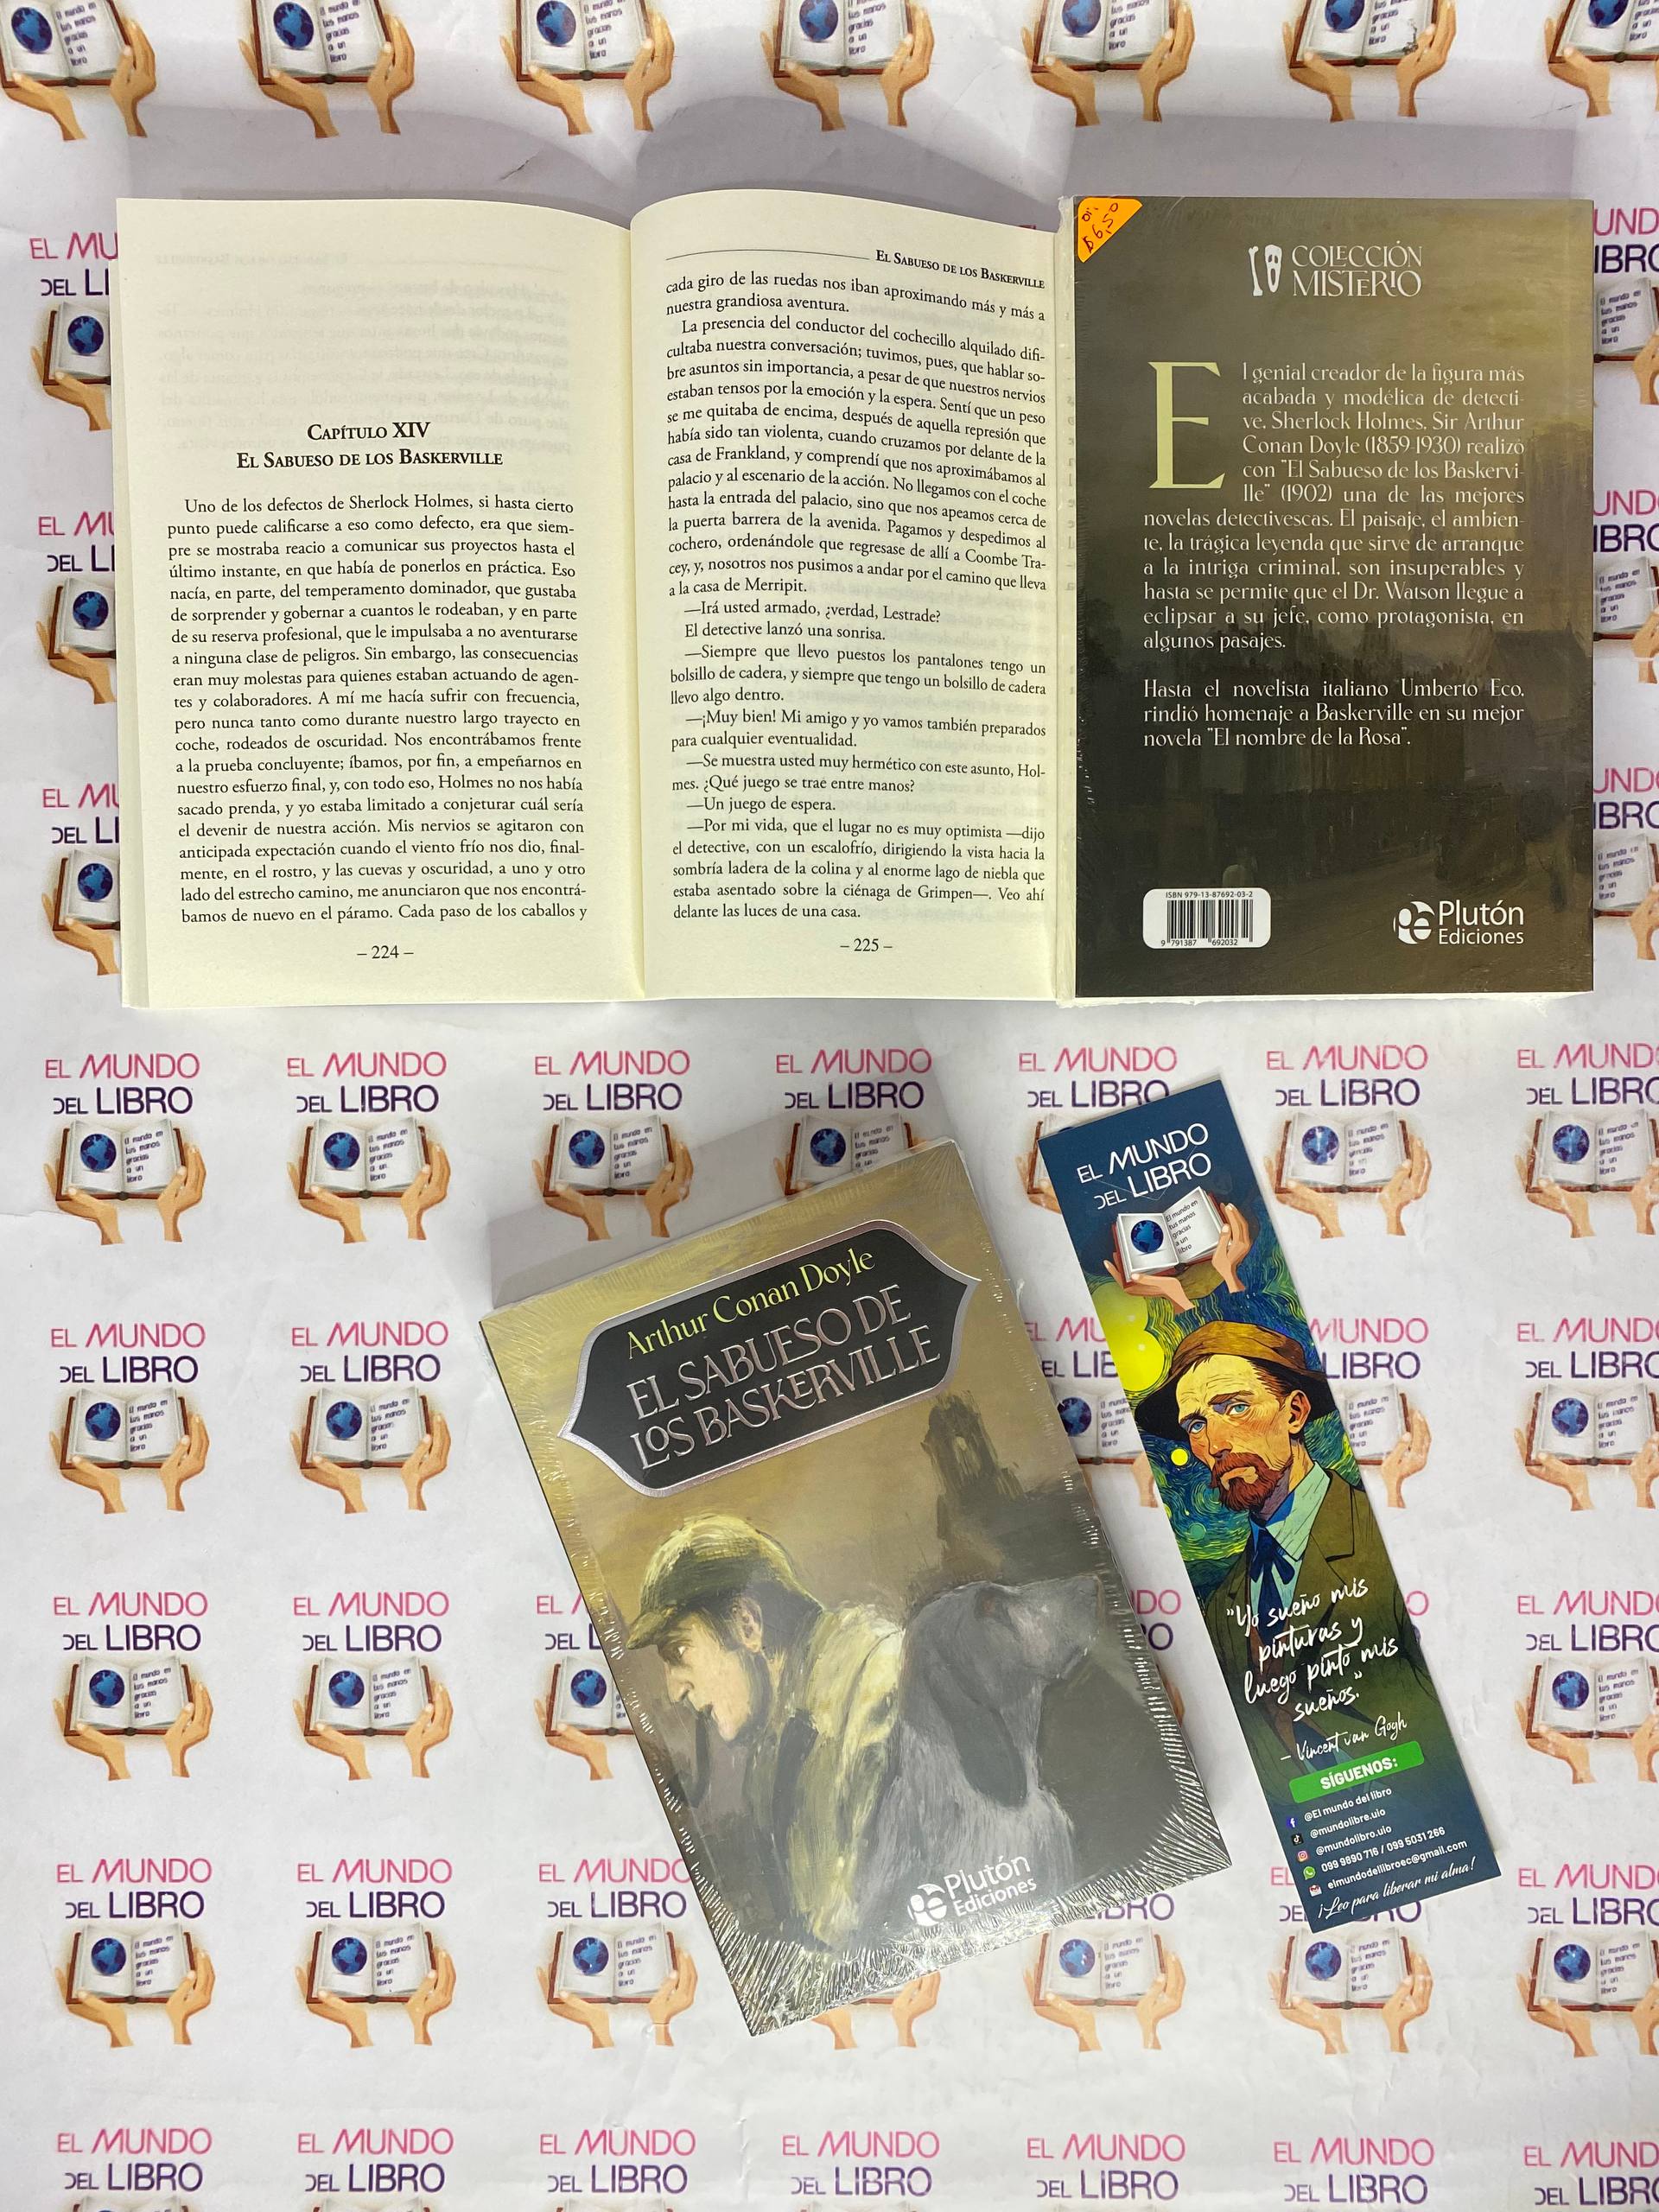 CAPÍTULO XIV
EL SABUESO DE LOS BASKERVILLE
Uno de los defectos de Sherlock Holmes, si hasta cierto
punto puede calificarse a eso como defecto, era que siem-
pre se mostraba reacio a comunicar sus proyectos hasta el
último instante, en que había de ponerlos en práctica. Eso
nacía, en parte, del temperamento dominador, que gustaba
de sorprender y gobernar a cuantos le rodeaban, y en parte
de su reserva profesional, que le impulsaba a no aventurarse
a ninguna clase de peligros. Sin embargo, las consecuencias
eran muy molestas para quienes estaban actuando de agen-
tes y colaboradores. A mí me hacía sufrir con frecuencia,
pero nunca tanto como durante nuestro largo trayecto en
coche, rodeados de oscuridad. Nos encontrábamos frente
a la prueba concluyente; íbamos, por fin, a empeñarnos en
nuestro esfuerzo final, y, con todo eso, Holmes no nos había
sacado prenda, y yo estaba limitado a conjeturar cuál sería
el devenir de nuestra acción. Mis nervios se agitaron con
anticipada expectación cuando el viento frío nos dio, final-
mente, en el rostro, y las cuevas y oscuridad, a uno y otro
lado del estrecho camino, me anunciaron que nos encontrá-
bamos de nuevo en el páramo. Cada paso de los caballos y
– 224 –
EL SABUESO DE LOS BASKERVILLE
cada giro de las ruedas nos iban aproximando más y más a
nuestra grandiosa aventura.
La presencia del conductor del cochecillo alquilado difi-
cultaba nuestra conversación; tuvimos, pues, que hablar so-
bre asuntos sin importancia, a pesar de que nuestros nervios
estaban tensos por la emoción y la espera. Sentí que un peso
se me quitaba de encima, después de aquella represión que
había sido tan violenta, cuando cruzamos por delante de la
casa de Frankland, y comprendí que nos aproximábamos al
palacio y al escenario de la acción. No llegamos con el coche
hasta la entrada del palacio, sino que nos apeamos cerca de
la puerta barrera de la avenida. Pagamos y despedimos al
cochero, ordenándole que regresase de allí a Coombe Tra-
cey, y, nosotros nos pusimos a andar por el camino que lleva
a la casa de Merripit.
—Irá usted armado, ¿verdad, Lestrade?
El detective lanzó una sonrisa.
—Siempre que llevo puestos los pantalones tengo un
bolsillo de cadera, y siempre que tengo un bolsillo de cadera
llevo algo dentro.
—¡Muy bien! Mi amigo y yo vamos también preparados
para cualquier eventualidad.
—Se muestra usted muy hermético con este asunto, Hol-
mes. ¿Qué juego se trae entre manos?
—Un juego de espera.
—Por mi vida, que el lugar no es muy optimista —dijo
el detective, con un escalofrío, dirigiendo la vista hacia la
sombría ladera de la colina y al enorme lago de niebla que
estaba asentado sobre la ciénaga de Grimpen—. Veo ahí
delante las luces de una casa.
– 225 –
$6,50
COLECCIÓN
MISTERIO
El genial creador de la figura más
acabada y modélica de detecti-
ve, Sherlock Holmes, Sir Arthur
Conan Doyle (1859-1930) realizó
con "El Sabueso de los Baskervi-
lle" (1902) una de las mejores
novelas detectivescas. El paisaje, el ambien-
te, la trágica leyenda que sirve de arranque
a la intriga criminal, son insuperables y
hasta se permite que el Dr. Watson llegue a
eclipsar a su jefe, como protagonista, en
algunos pasajes.
Hasta el novelista italiano Umberto Eco,
rindió homenaje a Baskerville en su mejor
novela "El nombre de la Rosa".
ISBN 979-13-87692-03-2
9 791387 692032
Plutón
Ediciones
Arthur Conan Doyle
EL SABUESO DE
LOS BASKERVILLE
Plutón
Ediciones
EL MUNDO
DEL LIBRO
El mundo en
tus manos
gracias
a un
libro
"Yo sueño mis
pinturas y
luego pinto mis
sueños."
– Vincent van Gogh
SÍGUENOS:
@El mundo del libro
@mundolibre.uio
@mundolibro.uio
099 9890 716 / 099 5031 266
elmundodellibroec@gmail.com
¡Leo para liberar mi alma!
EL MUNDO
DEL LIBRO
El mundo en
tus manos
gracias
a un
libro